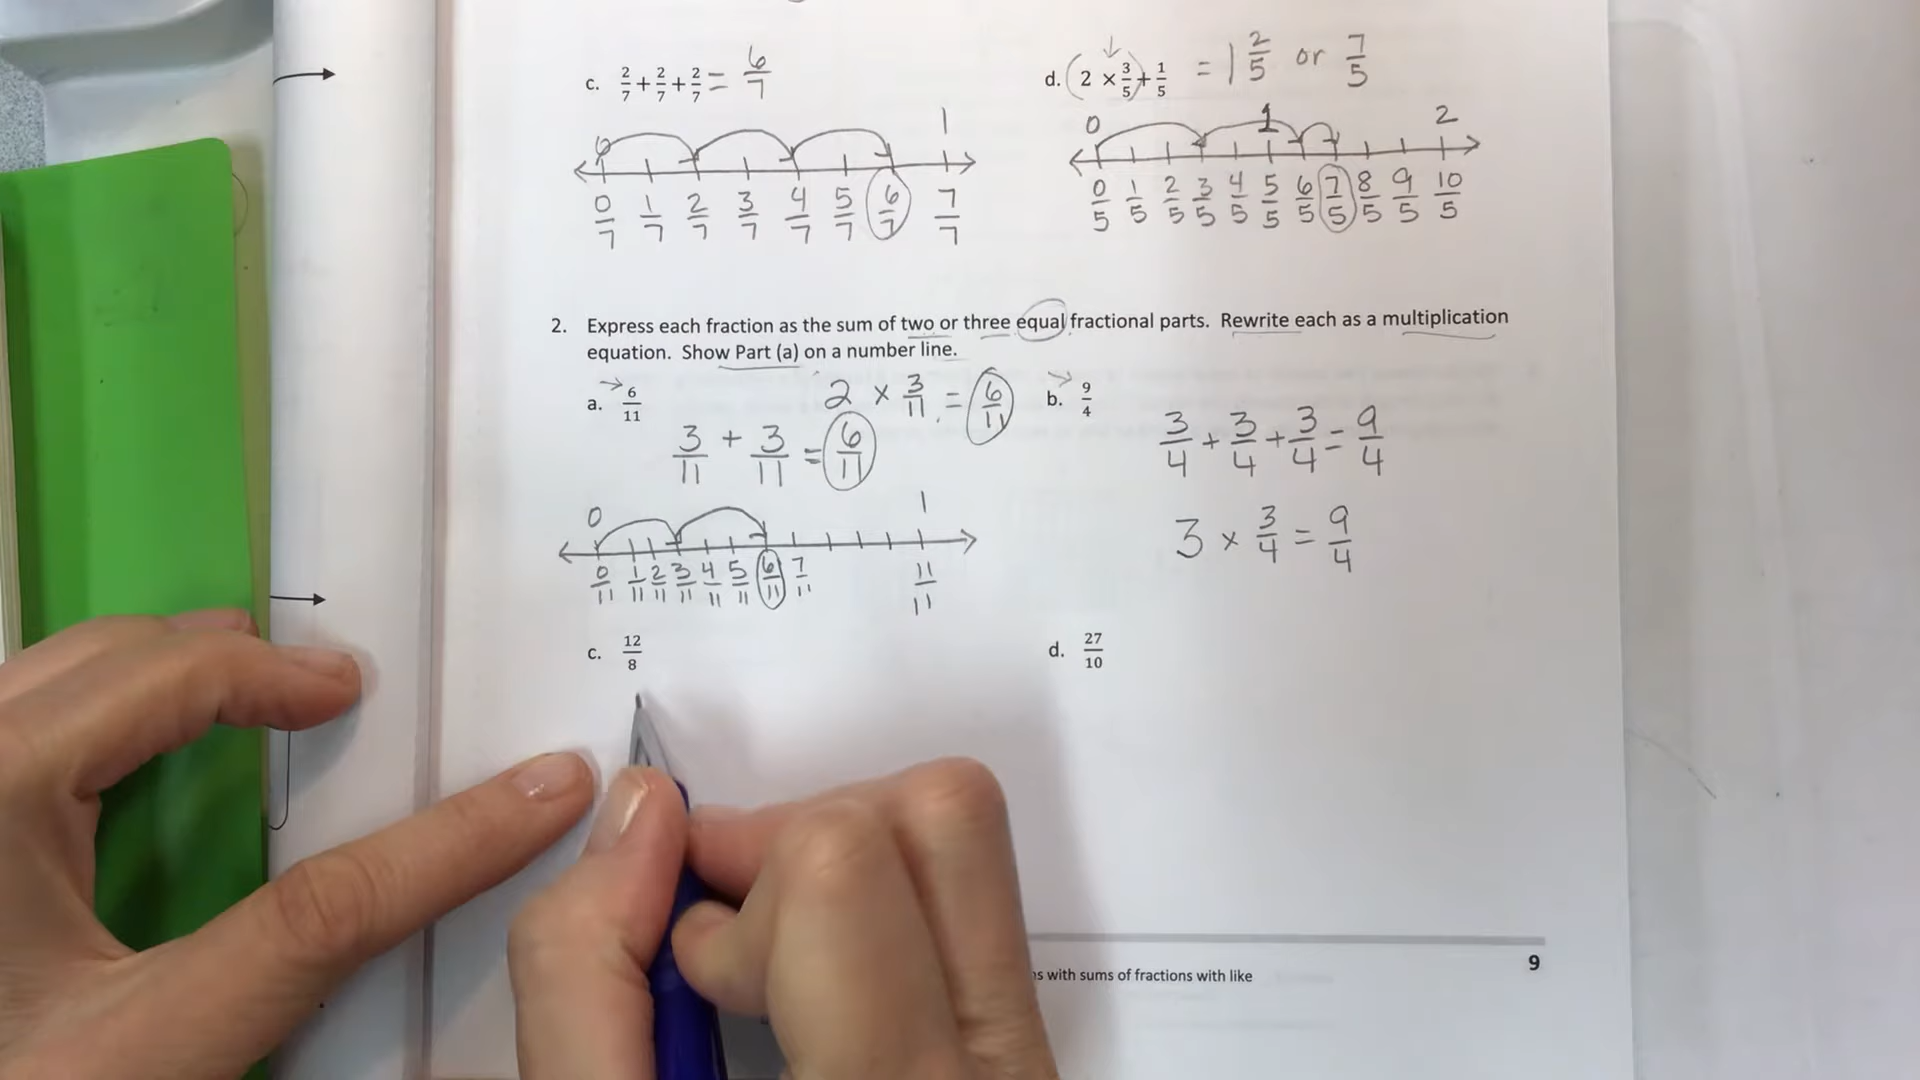 c. 2/7 + 2/7 + 2/7 = 6/7
0 1
0/7 1/7 2/7 3/7 4/7 5/7 6/7 7/7
d. (2 × 3/5) + 1/5 = 1 2/5 or 7/5
0 1 2
0/5 1/5 2/5 3/5 4/5 5/5 6/5 7/5 8/5 9/5 10/5
2. Express each fraction as the sum of two or three equal fractional parts. Rewrite each as a multiplication
equation. Show Part (a) on a number line.
a. 6/11
2 × 3/11 = 6/11
3/11 + 3/11 = 6/11
0 1
0/11 1/11 2/11 3/11 4/11 5/11 6/11 7/11 11/11
b. 9/4
3/4 + 3/4 + 3/4 = 9/4
3 × 3/4 = 9/4
c. 12/8
d. 27/10
with sums of fractions with like
9